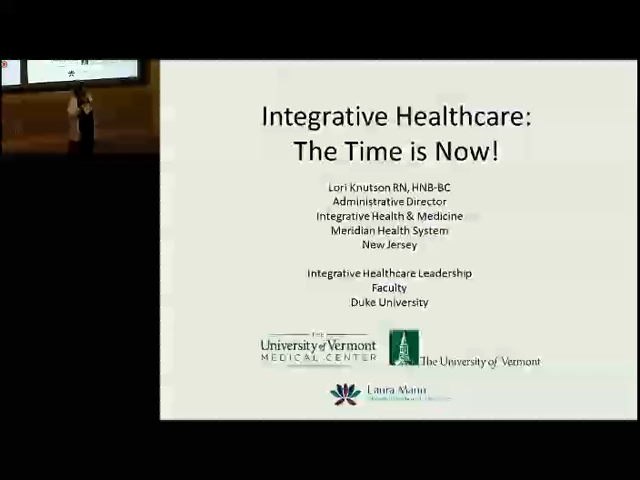 Integrative Healthcare:
The Time is Now!
Lori Knutson RN, HNB-BC
Administrative Director
Integrative Health & Medicine
Meridian Health System
New Jersey
Integrative Healthcare Leadership
Faculty
Duke University
THE
University of Vermont
MEDICAL CENTER
The University of Vermont
Laura Mann